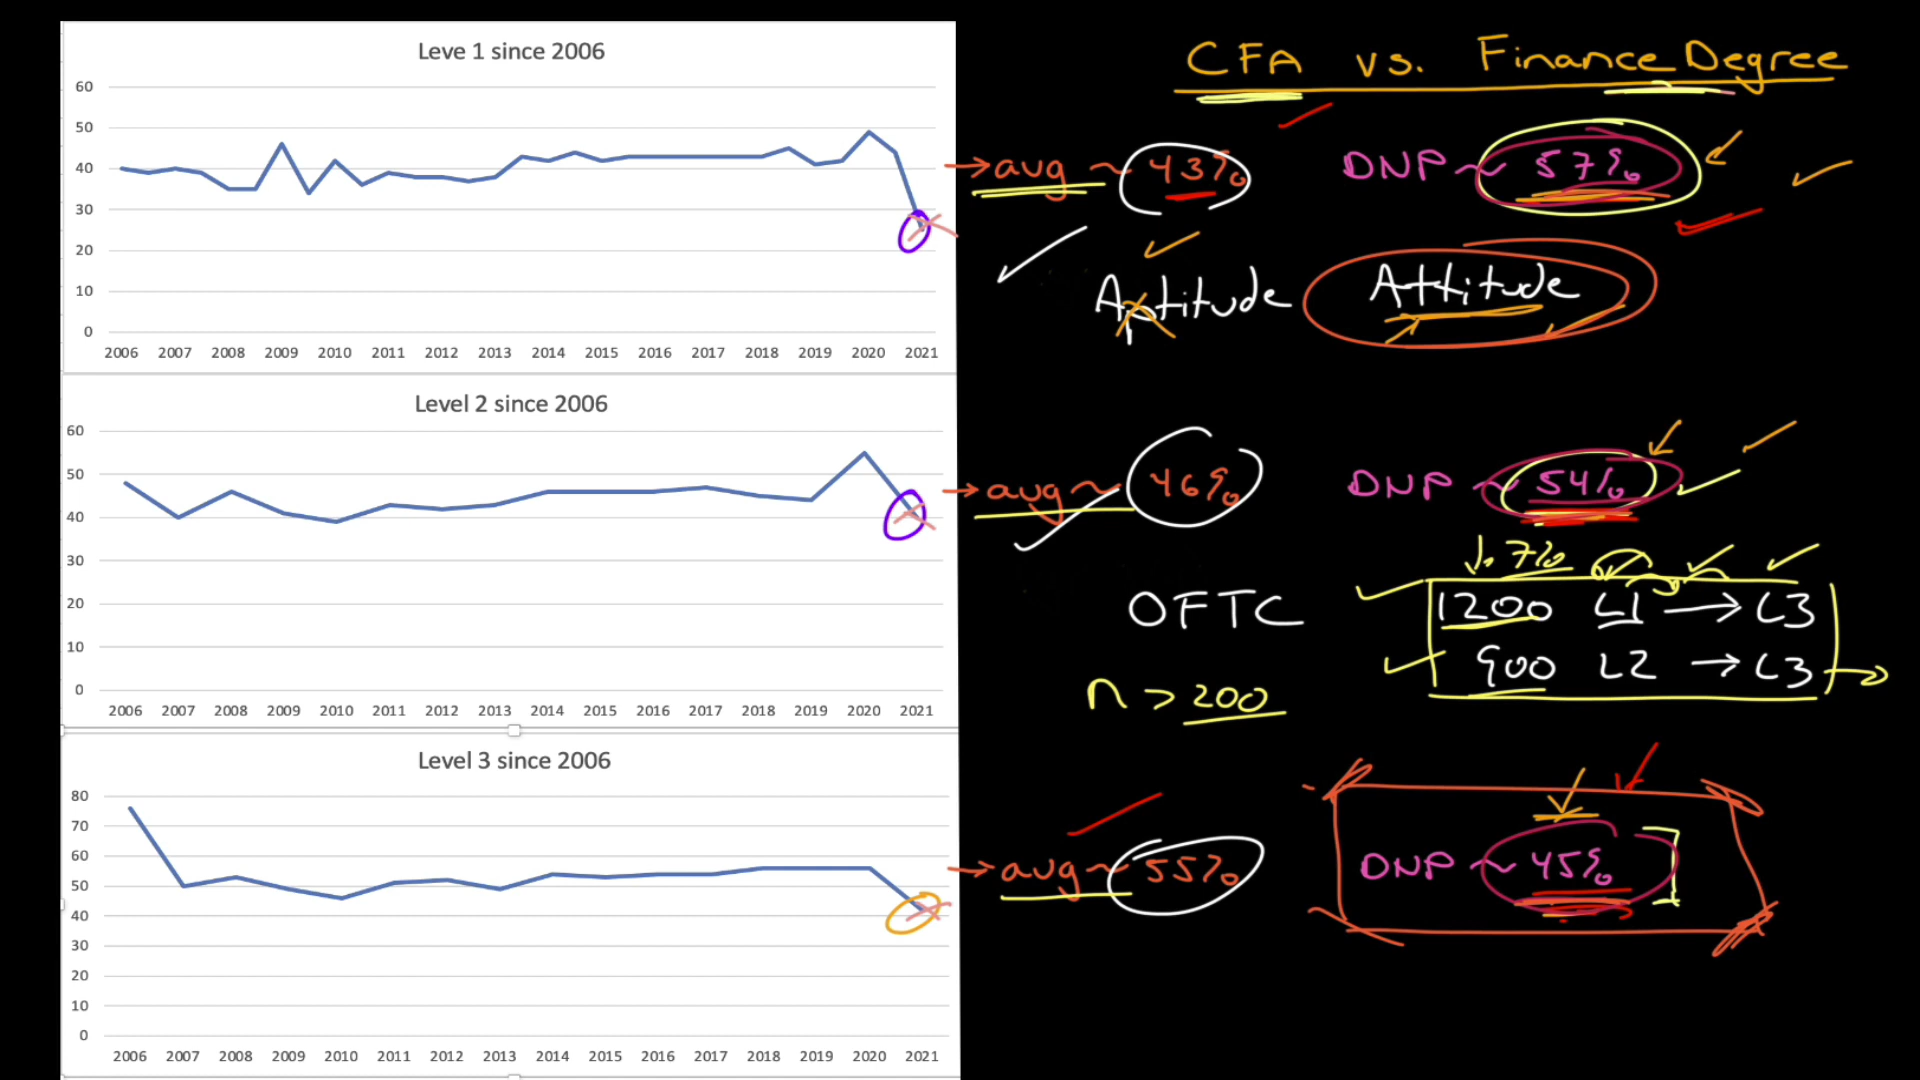 Leve 1 since 2006
60
50
40
30
20
10
0
2006 2007 2008 2009 2010 2011 2012 2013 2014 2015 2016 2017 2018 2019 2020 2021
Level 2 since 2006
60
50
40
30
20
10
0
2006 2007 2008 2009 2010 2011 2012 2013 2014 2015 2016 2017 2018 2019 2020 2021
Level 3 since 2006
80
70
60
50
40
30
20
10
0
2006 2007 2008 2009 2010 2011 2012 2013 2014 2015 2016 2017 2018 2019 2020 2021
CFA vs. Finance Degree
avg ~ 43% DNP ~ 57%
Aptitude Attitude
avg ~ 46% DNP ~ 54%
7%
OFTC 1200 L1 → L3
900 L2 → L3
n > 200
avg ~ 55% DNP ~ 45%